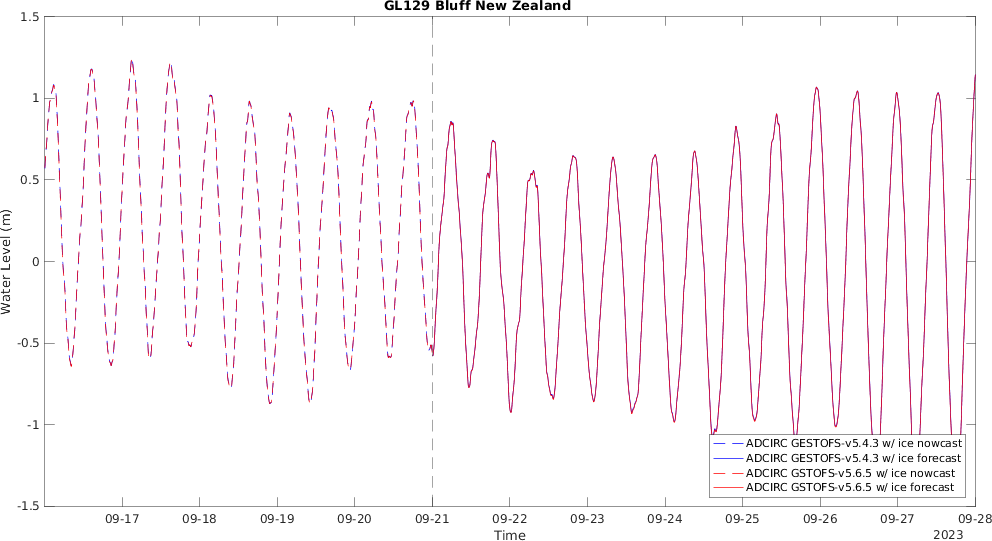 GL129 Bluff New Zealand
Water Level (m)
1.5
1
0.5
0
-0.5
-1
-1.5
ADCIRC GESTOFS-v5.4.3 w/ ice nowcast
ADCIRC GESTOFS-v5.4.3 w/ ice forecast
ADCIRC GSTOFS-v5.6.5 w/ ice nowcast
ADCIRC GSTOFS-v5.6.5 w/ ice forecast
09-17 09-18 09-19 09-20 09-21 09-22 09-23 09-24 09-25 09-26 09-27 09-28
Time
2023